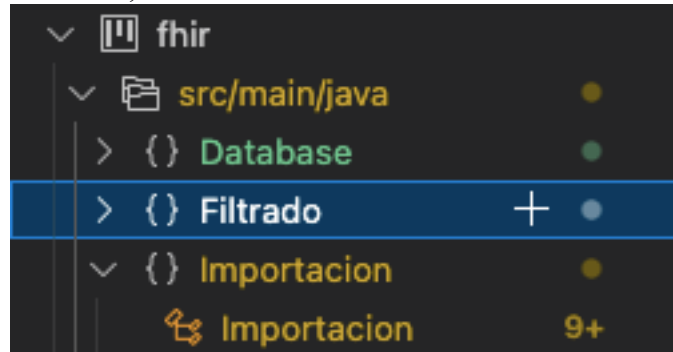 fhir
src/main/java
{} Database
{} Filtrado +
{} Importacion
Importacion 9+